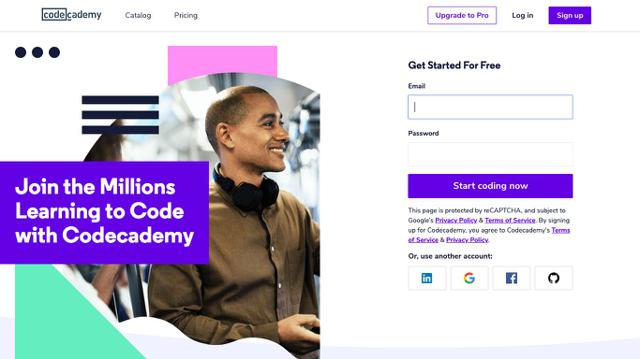 codecademy
Catalog
Pricing
Upgrade to Pro
Log in
Sign up
Join the Millions
Learning to Code
with Codecademy
Get Started For Free
Email
Password
Start coding now
This page is protected by reCAPTCHA, and subject to
Google's Privacy Policy & Terms of Service. By signing
up for Codecademy, you agree to Codecademy's Terms
of Service & Privacy Policy.
Or, use another account: